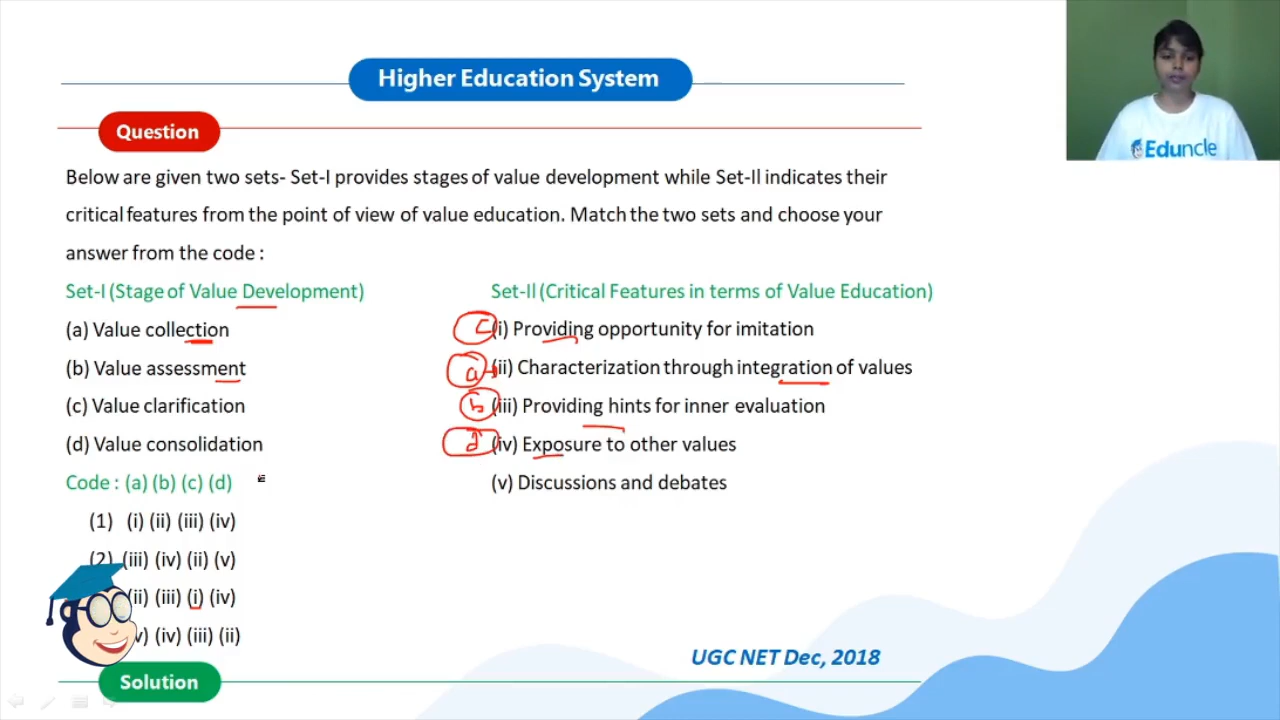 Higher Education System
Question
Eduncle
Below are given two sets- Set-I provides stages of value development while Set-II indicates their
critical features from the point of view of value education. Match the two sets and choose your
answer from the code :
Set-I (Stage of Value Development) Set-II (Critical Features in terms of Value Education)
(a) Value collection c (i) Providing opportunity for imitation
(b) Value assessment a (ii) Characterization through integration of values
(c) Value clarification b (iii) Providing hints for inner evaluation
(d) Value consolidation d (iv) Exposure to other values
Code : (a) (b) (c) (d) (v) Discussions and debates
(1) (i) (ii) (iii) (iv)
(2) (iii) (iv) (ii) (v)
(ii) (iii) (i) (iv)
(iv) (iii) (ii)
UGC NET Dec, 2018
Solution